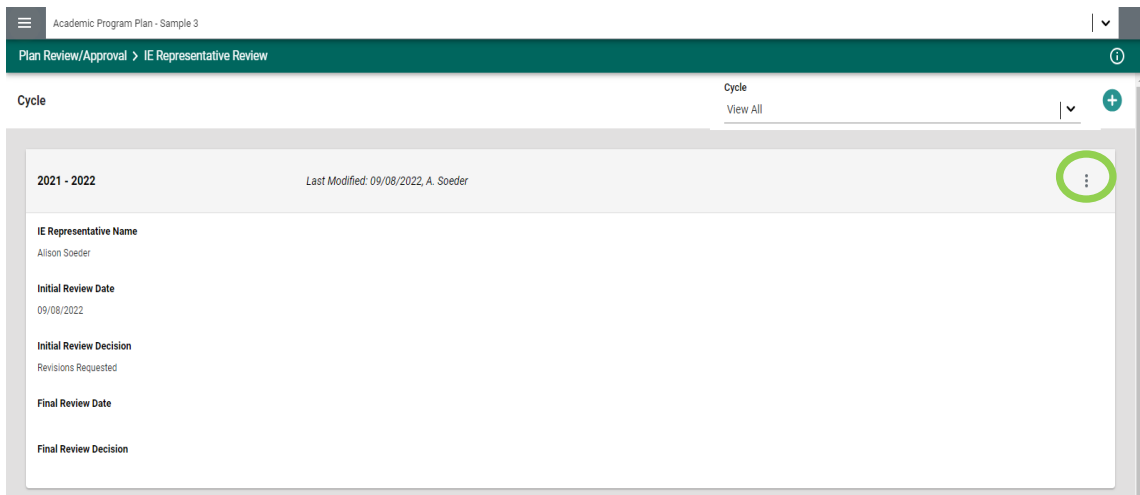 Academic Program Plan - Sample 3
Plan Review/Approval > IE Representative Review
Cycle
Cycle
View All
2021 - 2022
Last Modified: 09/08/2022, A. Soeder
IE Representative Name
Alison Soeder
Initial Review Date
09/08/2022
Initial Review Decision
Revisions Requested
Final Review Date
Final Review Decision